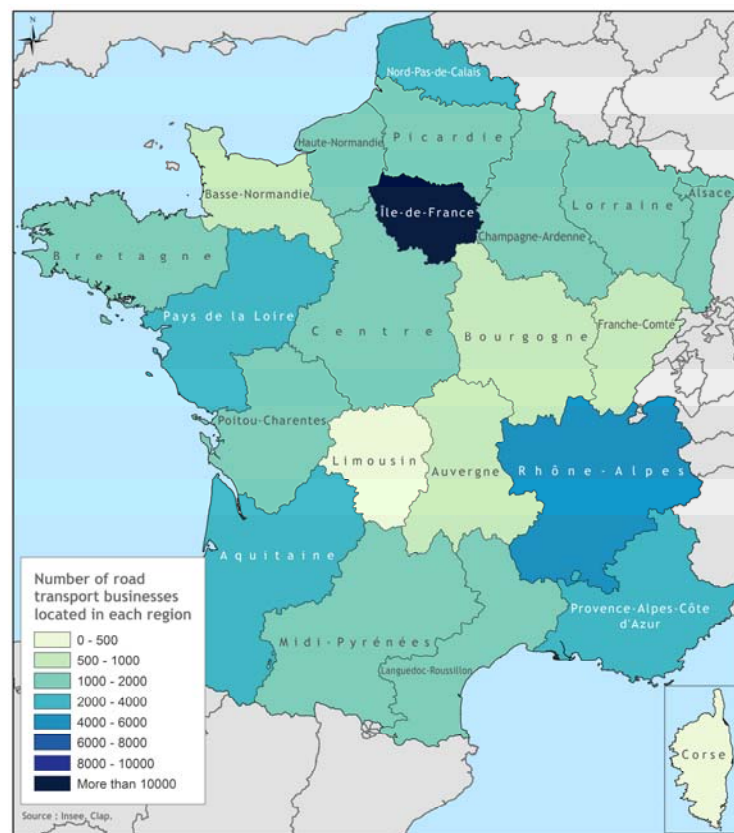 N
Nord-Pas-de-Calais
Haute-Normandie
Picardie
Basse-Normandie
Île-de-France
Champagne-Ardenne
Lorraine
Alsace
Bretagne
Pays de la Loire
Centre
Bourgogne
Franche-Comté
Poitou-Charentes
Limousin
Auvergne
Rhône-Alpes
Aquitaine
Provence-Alpes-Côte
d'Azur
Midi-Pyrénées
Languedoc-Roussillon
Corse
Number of road
transport businesses
located in each region
0 - 500
500 - 1000
1000 - 2000
2000 - 4000
4000 - 6000
6000 - 8000
8000 - 10000
More than 10000
Source : Insee, Clap.